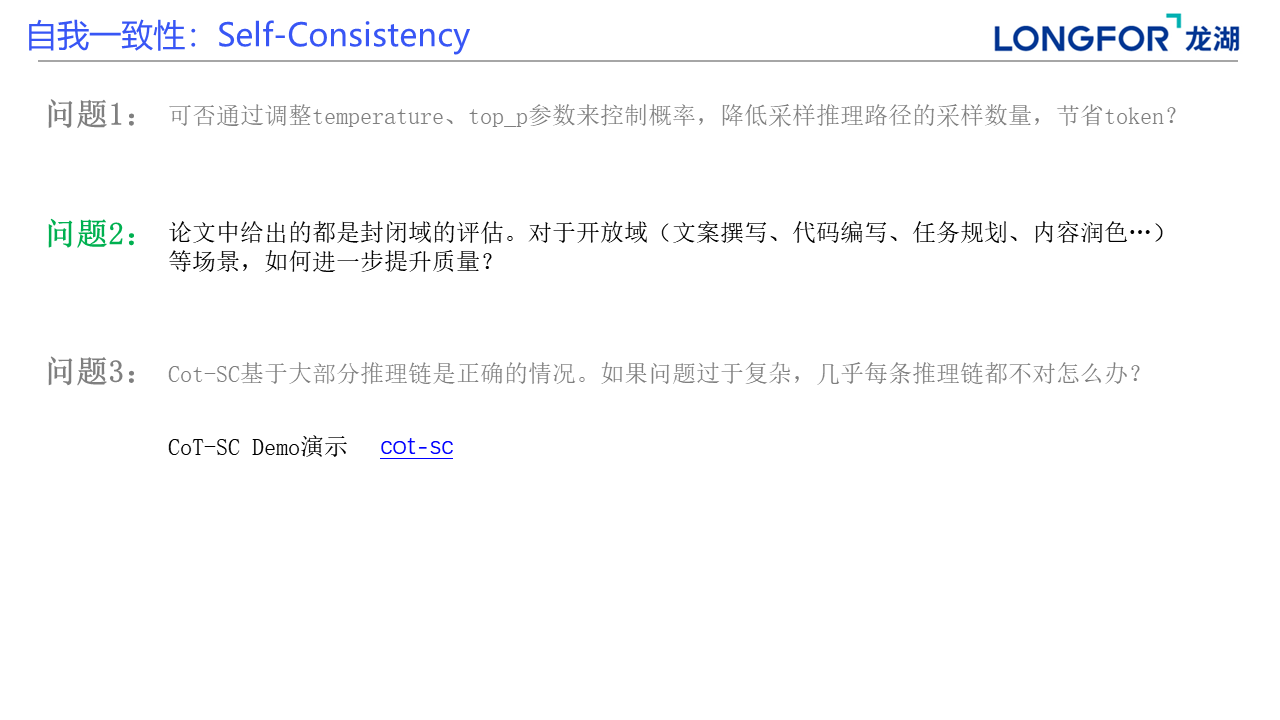 自我一致性：Self-Consistency
LONGFOR 龙湖
问题1： 可否通过调整temperature、top_p参数来控制概率，降低采样推理路径的采样数量，节省token？
问题2： 论文中给出的都是封闭域的评估。对于开放域（文案撰写、代码编写、任务规划、内容润色…）
等场景，如何进一步提升质量？
问题3： Cot-SC基于大部分推理链是正确的情况。如果问题过于复杂，几乎每条推理链都不对怎么办？
CoT-SC Demo演示 cot-sc